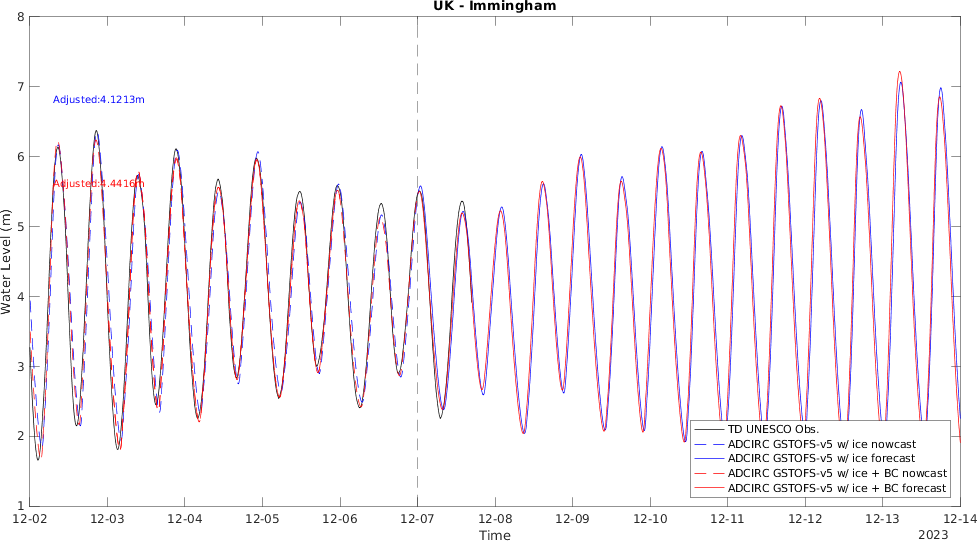 UK - Immingham
8
7
6
5
4
3
2
1
Water Level (m)
Adjusted:4.1213m
Adjusted:4.4416m
TD UNESCO Obs.
ADCIRC GSTOFS-v5 w/ ice nowcast
ADCIRC GSTOFS-v5 w/ ice forecast
ADCIRC GSTOFS-v5 w/ ice + BC nowcast
ADCIRC GSTOFS-v5 w/ ice + BC forecast
12-02 12-03 12-04 12-05 12-06 12-07 12-08 12-09 12-10 12-11 12-12 12-13 12-14
Time
2023